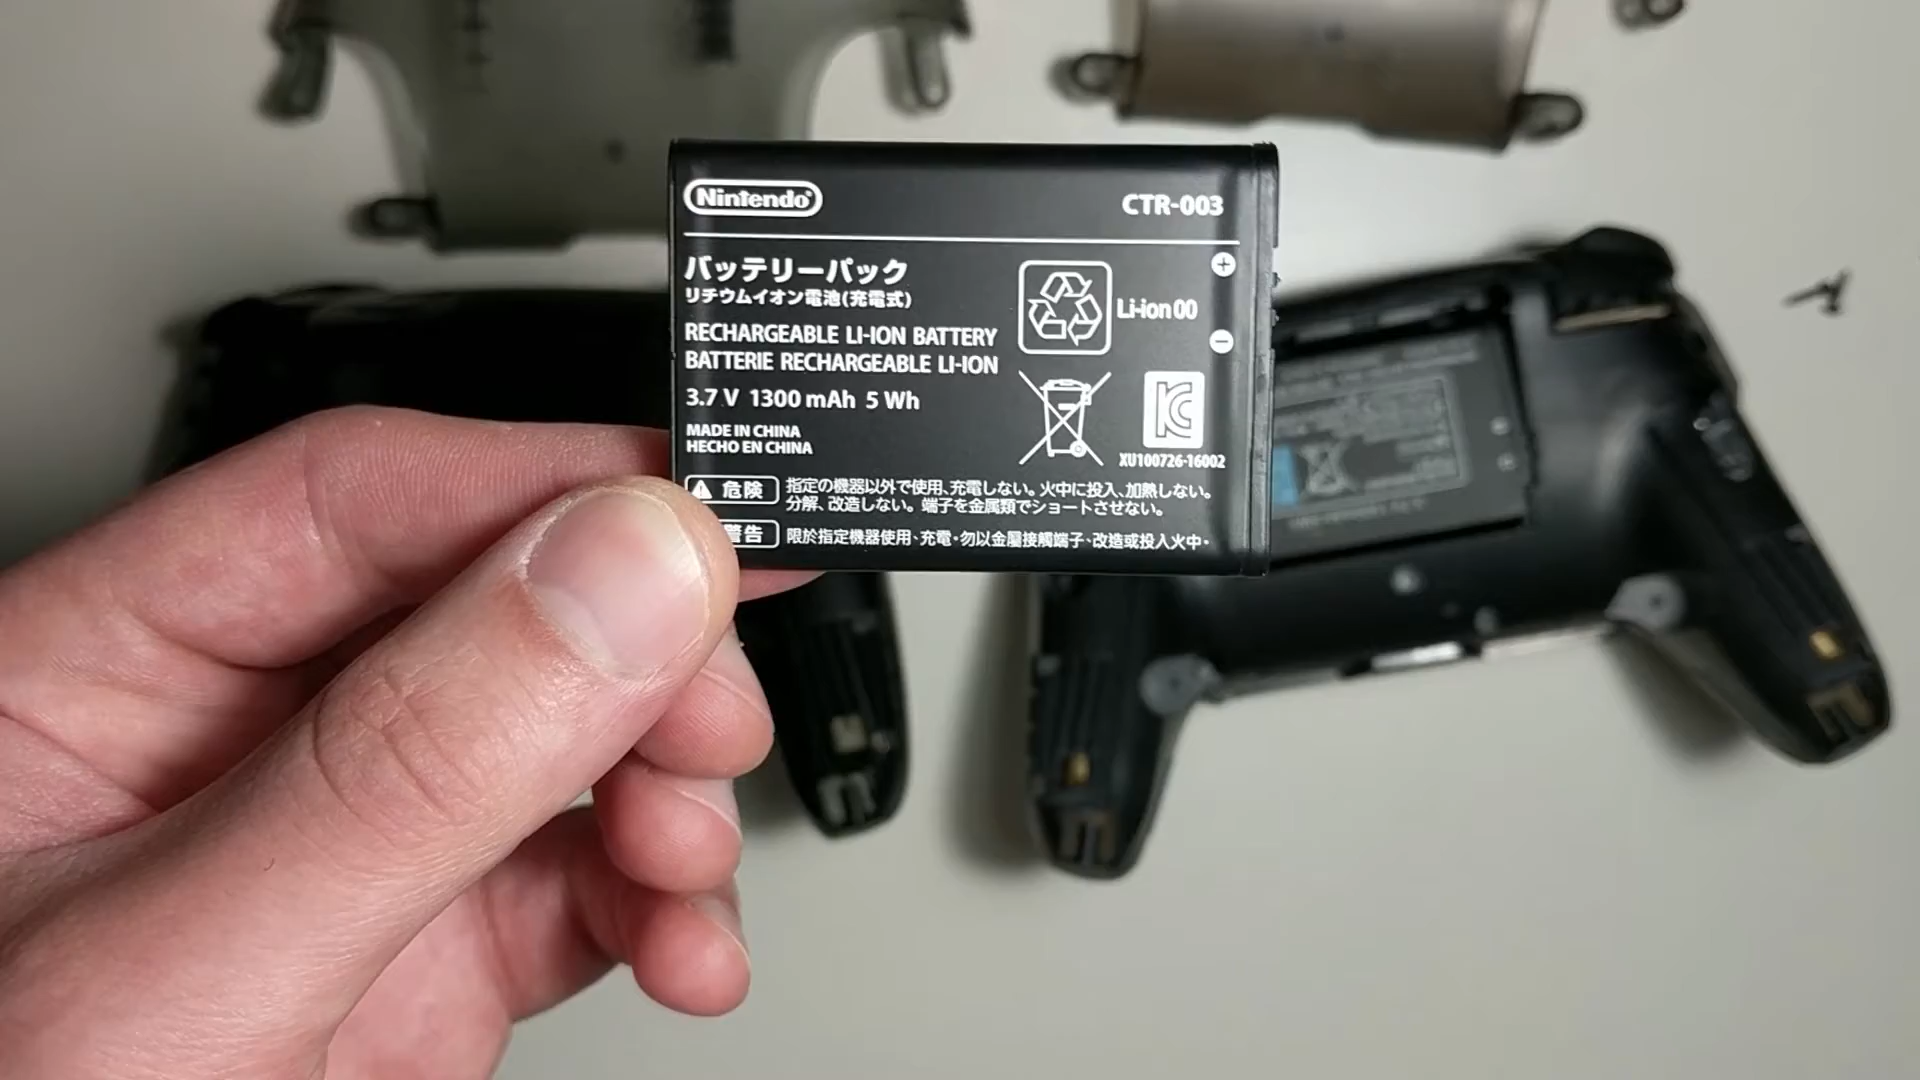 Nintendo
CTR-003
バッテリーパック
リチウムイオン電池(充電式)
RECHARGEABLE LI-ION BATTERY
BATTERIE RECHARGEABLE LI-ION
3.7 V 1300 mAh 5 Wh
MADE IN CHINA
HECHO EN CHINA
Li-ion 00
XU100726-16002
危険 指定の機器以外で使用、充電しない。火中に投入、加熱しない。
分解、改造しない。端子を金属類でショートさせない。
警告 限於指定機器使用、充電・勿以金屬接觸端子、改造或投入火中・